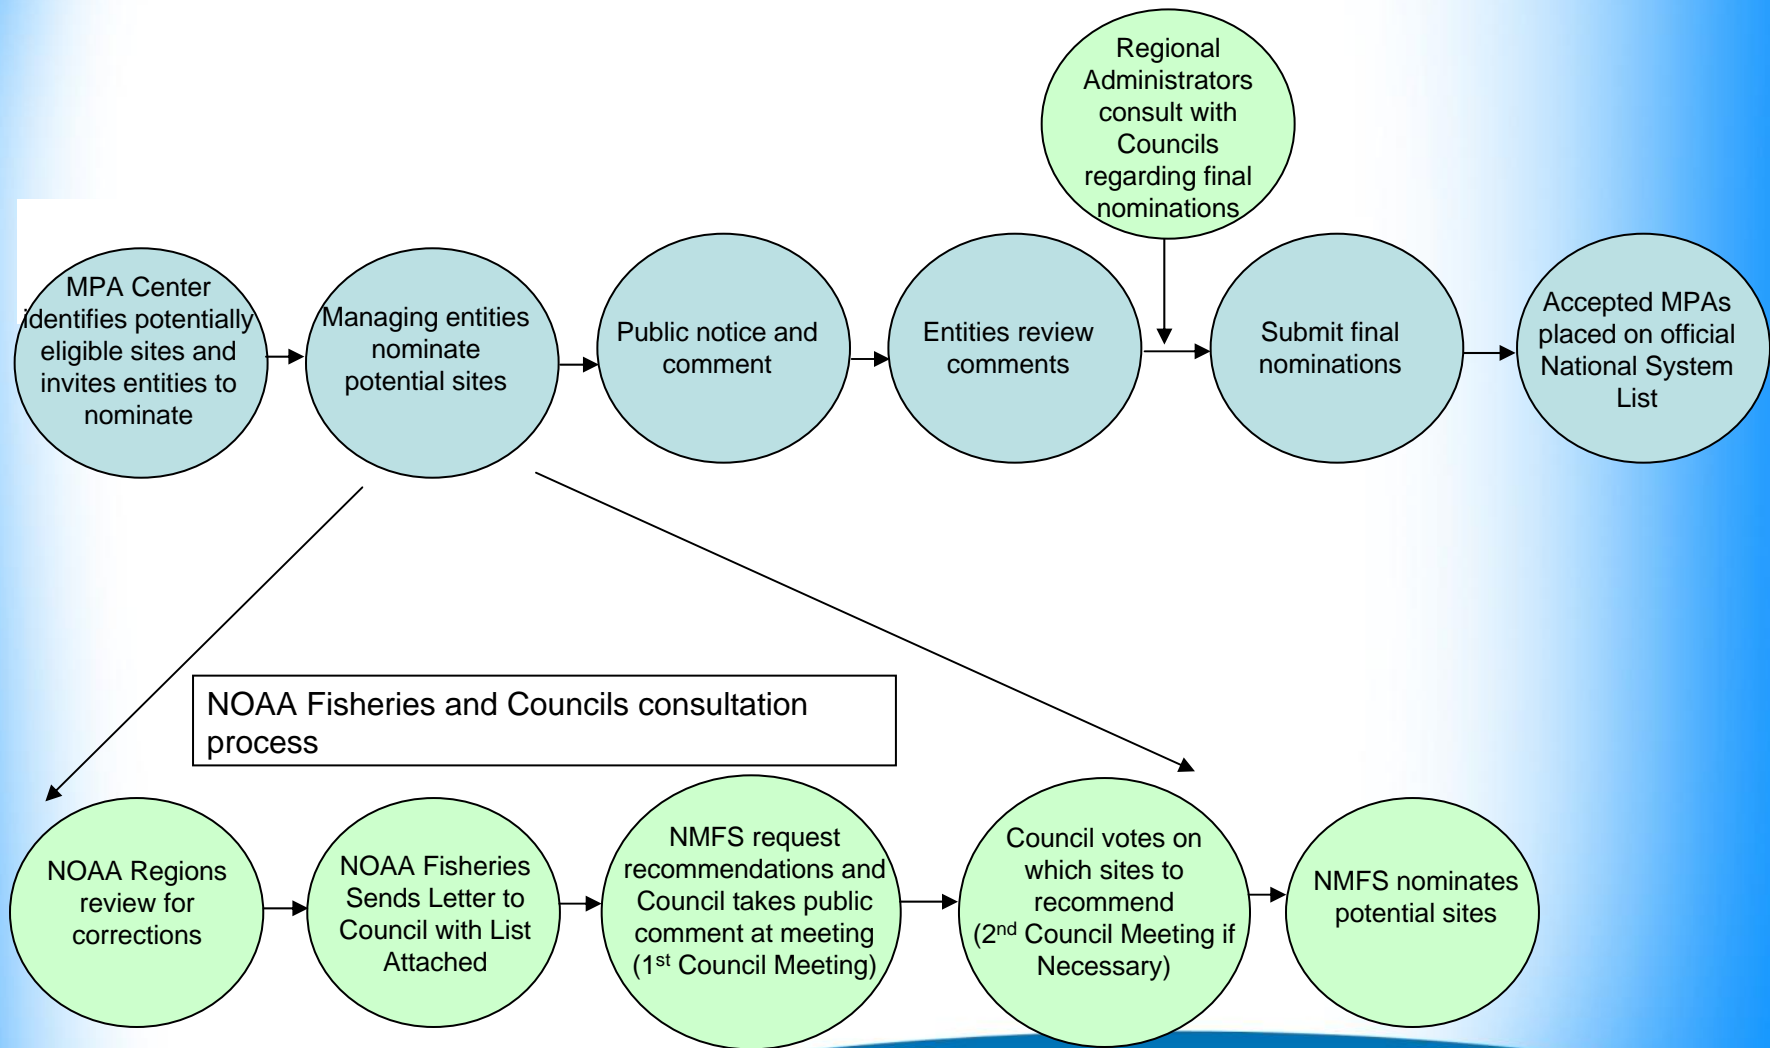 Regional
Administrators
consult with
Councils
regarding final
nominations
MPA Center
identifies potentially
eligible sites and
invites entities to
nominate
Managing entities
nominate
potential sites
Public notice and
comment
Entities review
comments
Submit final
nominations
Accepted MPAs
placed on official
National System
List
NOAA Fisheries and Councils consultation
process
NOAA Regions
review for
corrections
NOAA Fisheries
Sends Letter to
Council with List
Attached
NMFS request
recommendations and
Council takes public
comment at meeting
(1st Council Meeting)
Council votes on
which sites to
recommend
(2nd Council Meeting if
Necessary)
NMFS nominates
potential sites